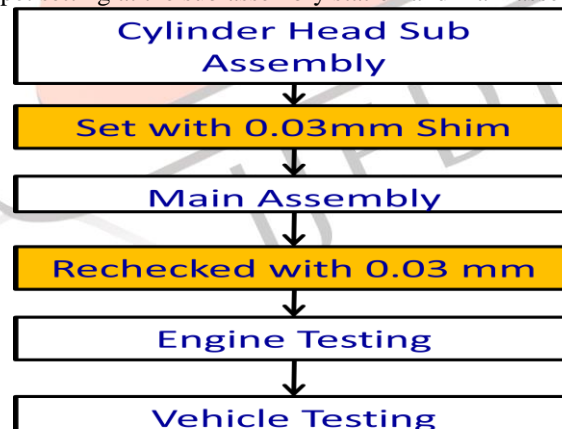 Cylinder Head Sub
Assembly
Set with 0.03mm Shim
Main Assembly
Rechecked with 0.03 mm
Engine Testing
Vehicle Testing